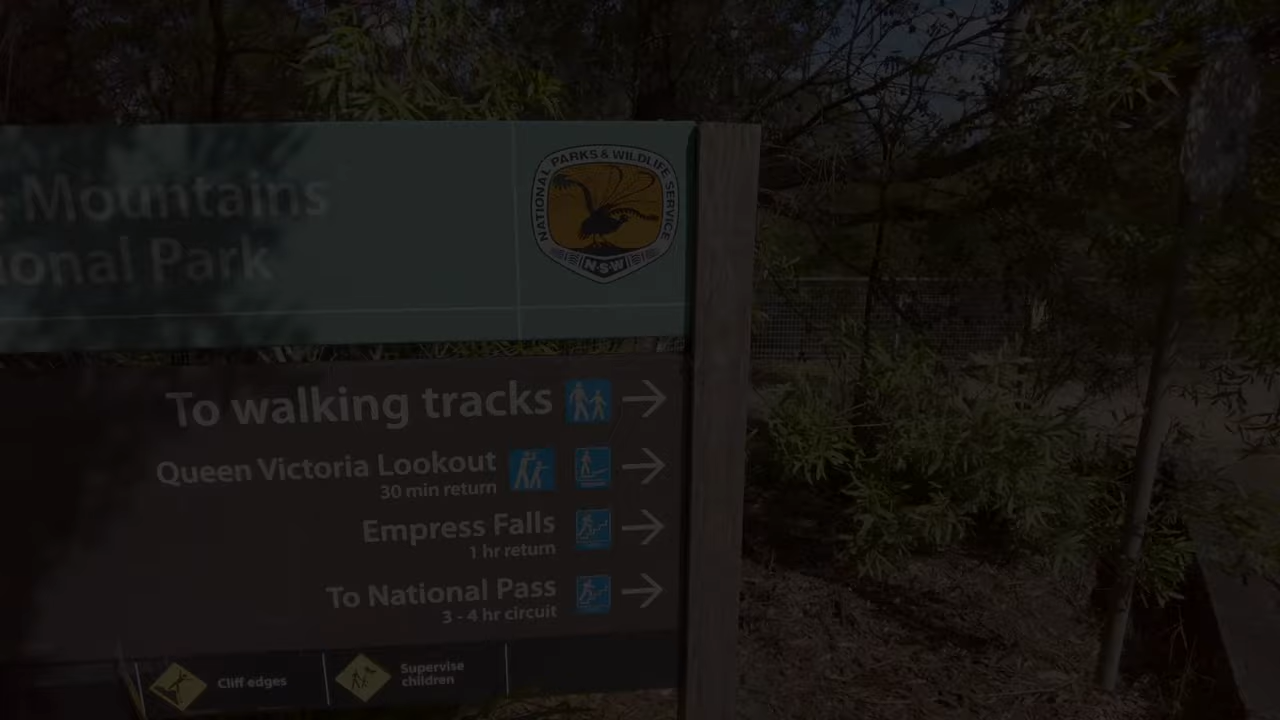 Mountains
Park
NATIONAL PARKS & WILDLIFE SERVICE
NSW
To walking tracks
Queen Victoria Lookout
30 min return
Empress Falls
1 hr return
To National Pass
3 - 4 hr circuit
Cliff edges
Supervise
children